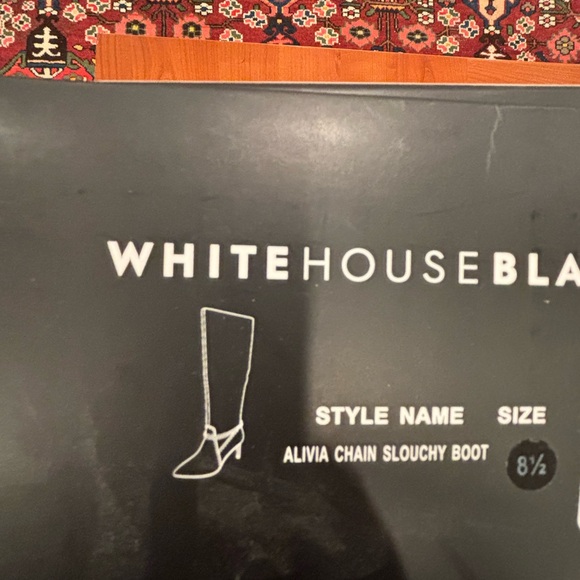 WHITEHOUSEBLA
STYLE NAME SIZE
ALIVIA CHAIN SLOUCHY BOOT 8½